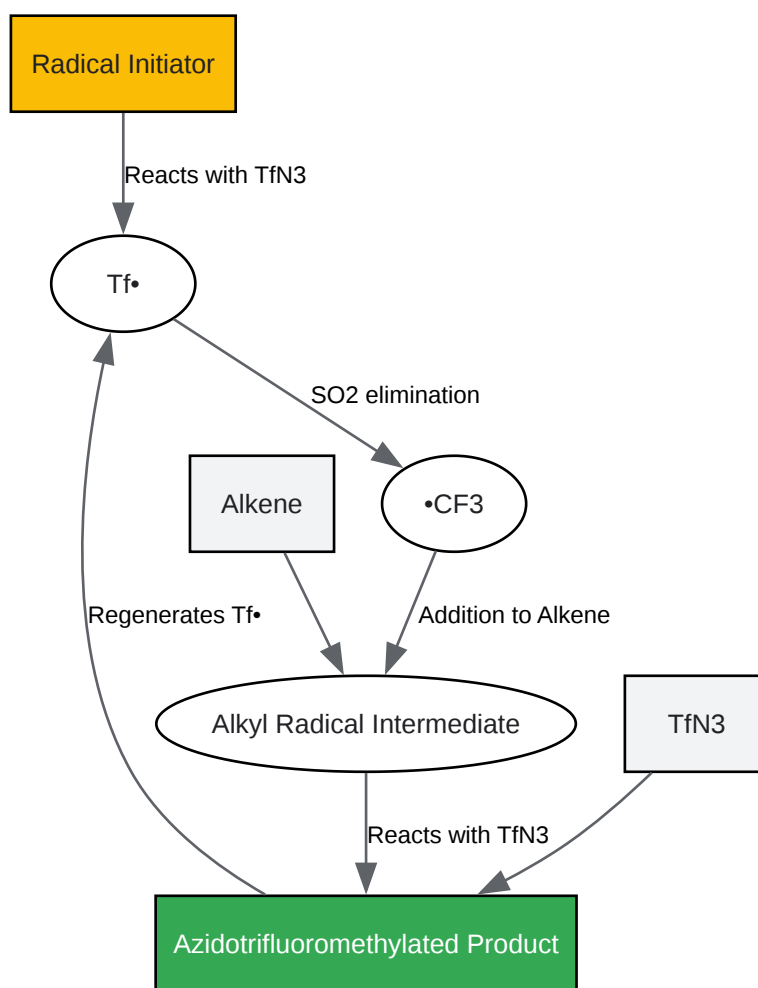 Radical Initiator
Reacts with TfN3
Tf•
SO2 elimination
Alkene
•CF3
Regenerates Tf•
Addition to Alkene
Alkyl Radical Intermediate
TfN3
Reacts with TfN3
Azidotrifluoromethylated Product